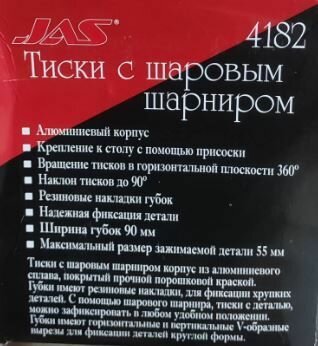 JAS® 4182
Тиски с шаровым
шарниром
Алюминиевый корпус
Крепление к столу с помощью присоски
Вращение тисков в горизонтальной плоскости 360°
Наклон тисков до 90°
Резиновые накладки губок
Надежная фиксация детали
Ширина губок 90 мм
Максимальный размер зажимаемой детали 55 мм
Тиски с шаровым шарниром корпус из алюминиевого
сплава, покрытый прочной порошковой краской.
Губки имеют резиновые накладки, для фиксации хрупких
деталей. С помощью шарового шарнира, тиски с деталью,
можно зафиксировать в любом удобном положении.
Губки имеют горизонтальные и вертикальные V-образные
вырезы для фиксации деталей круглой формы.